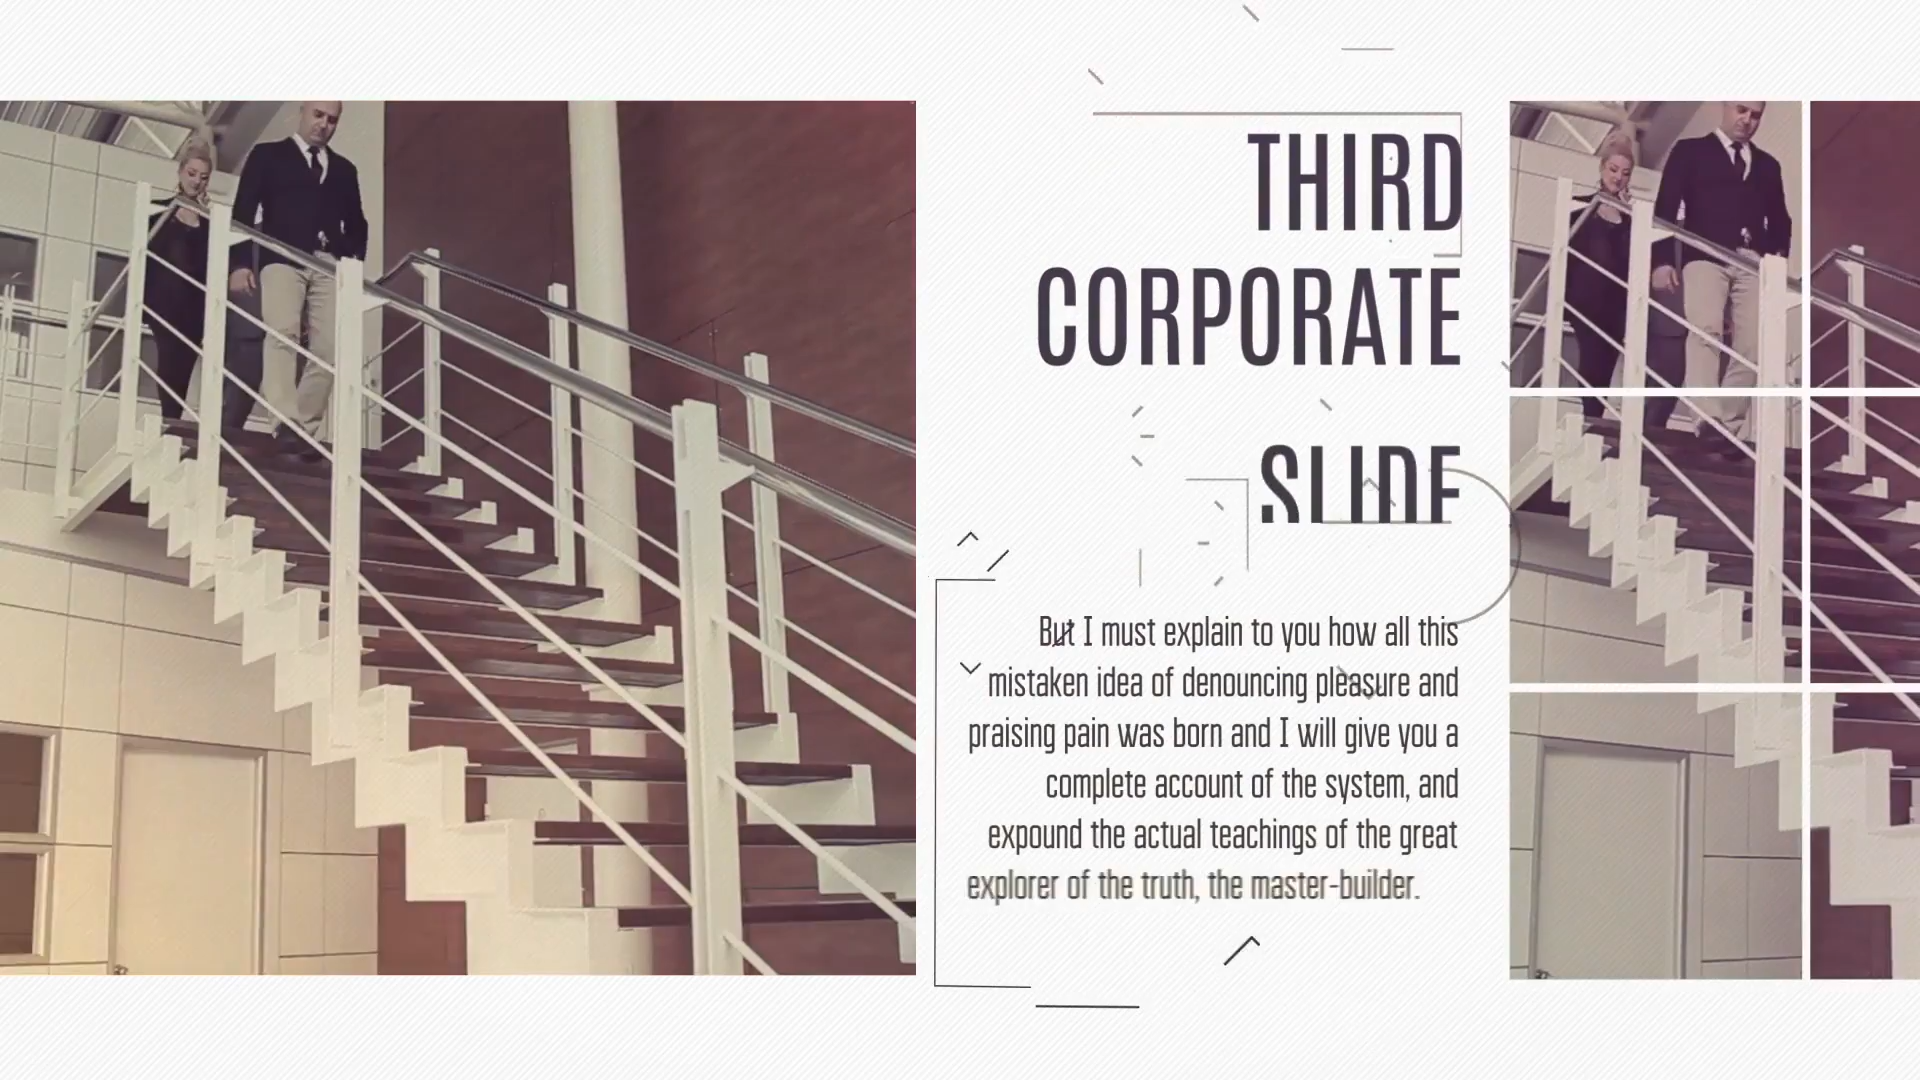 THIRD
CORPORATE
SLIDE
But I must explain to you how all this
mistaken idea of denouncing pleasure and
praising pain was born and I will give you a
complete account of the system, and
expound the actual teachings of the great
explorer of the truth, the master-builder.